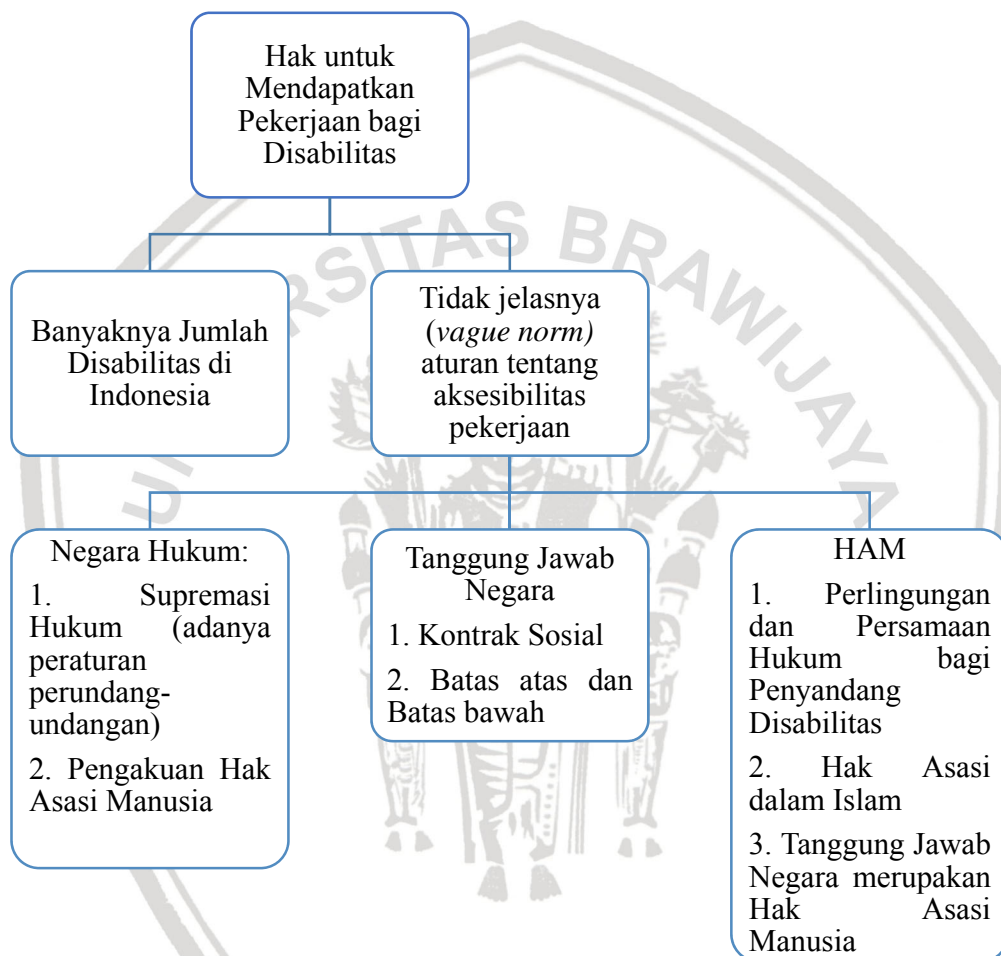 Hak untuk
Mendapatkan
Pekerjaan bagi
Disabilitas
UNIVERSITAS BRAWIJAYA
Banyaknya Jumlah
Disabilitas di
Indonesia
Tidak jelasnya
(vague norm)
aturan tentang
aksesibilitas
pekerjaan
Negara Hukum:
1. Supremasi
Hukum (adanya
peraturan
perundang-
undangan)
2. Pengakuan Hak
Asasi Manusia
Tanggung Jawab
Negara
1. Kontrak Sosial
2. Batas atas dan
Batas bawah
HAM
1. Perlingungan
dan Persamaan
Hukum bagi
Penyandang
Disabilitas
2. Hak Asasi
dalam Islam
3. Tanggung Jawab
Negara merupakan
Hak Asasi
Manusia